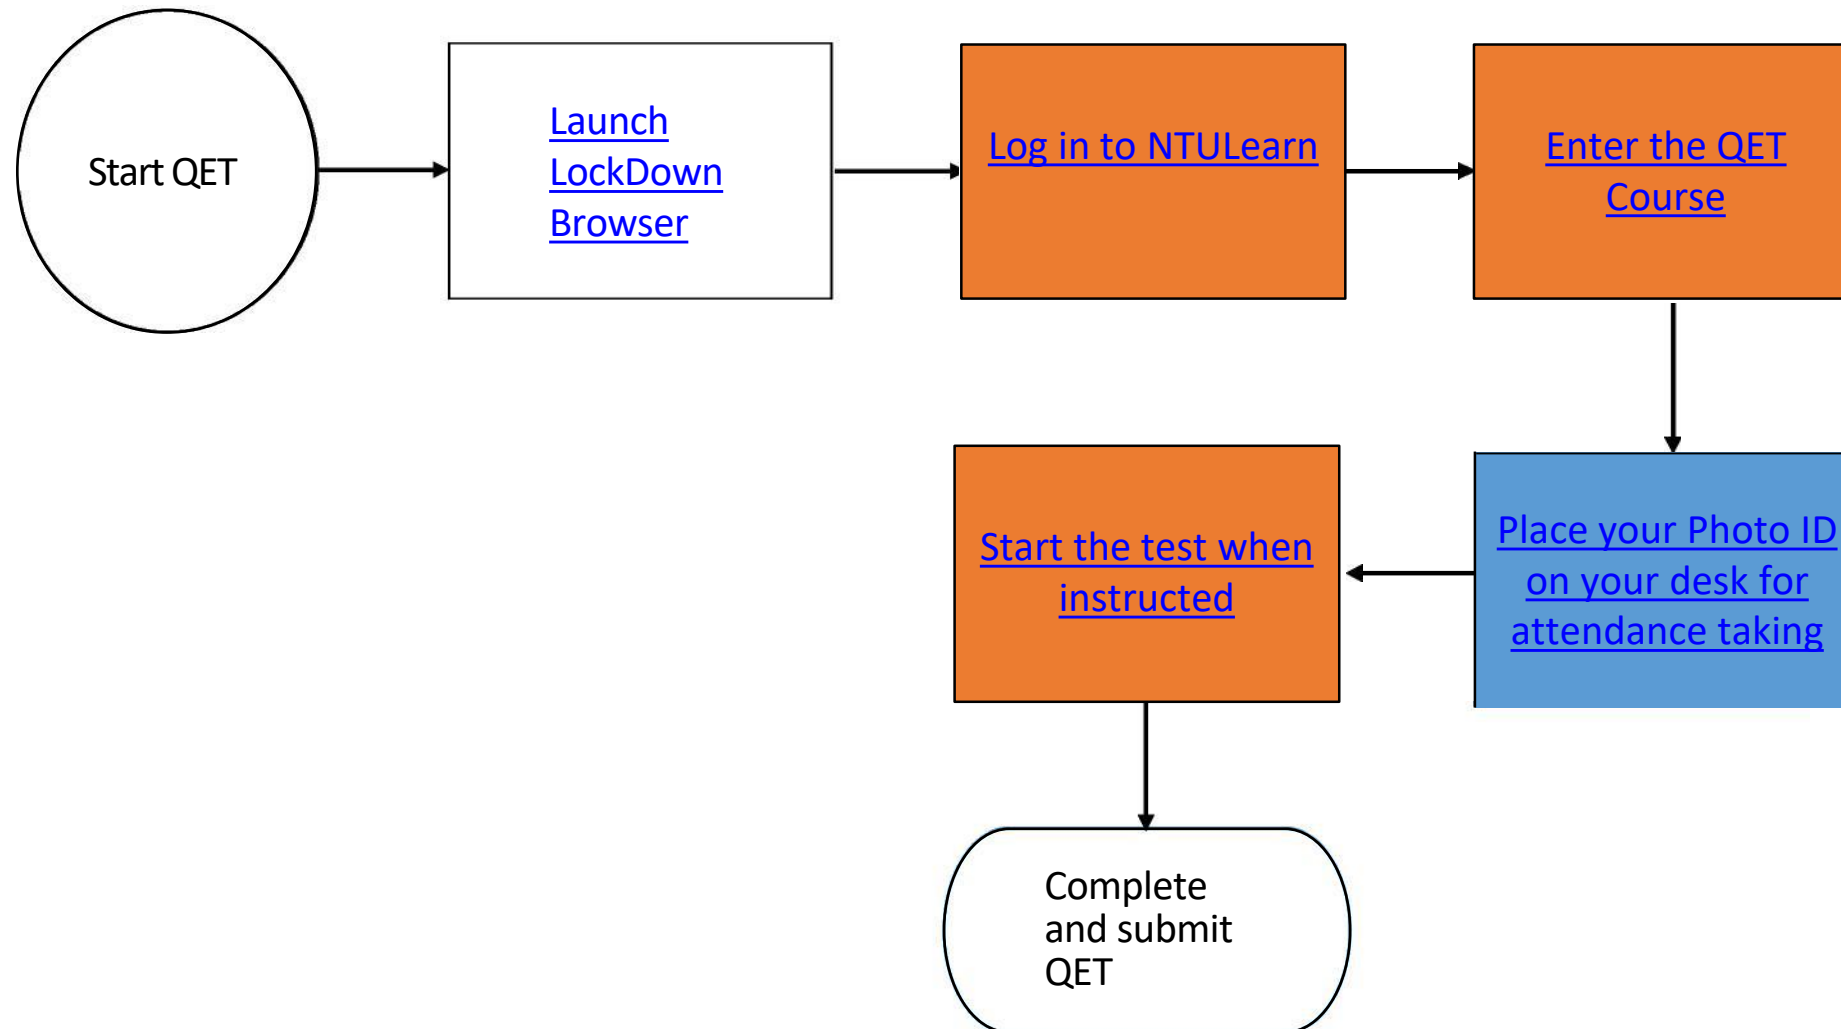 Start QET
Launch
LockDown
Browser
Log in to NTULearn
Enter the QET
Course
Place your Photo ID
on your desk for
attendance taking
Start the test when
instructed
Complete
and submit
QET